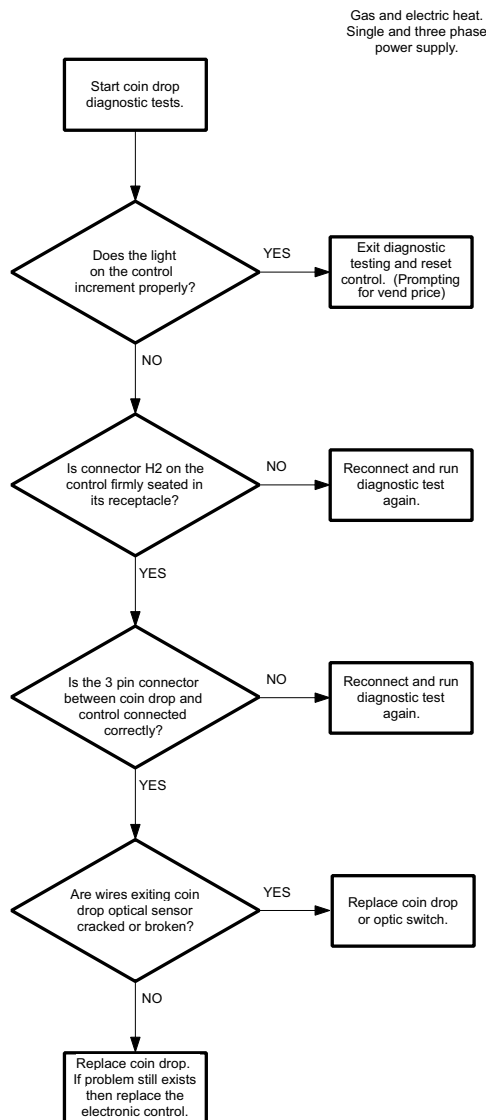 Gas and electric heat.
Single and three phase
power supply.
Start coin drop
diagnostic tests.
Does the light
on the control
increment properly?
YES
Exit diagnostic
testing and reset
control. (Prompting
for vend price)
NO
Is connector H2 on the
control firmly seated in
its receptacle?
NO
Reconnect and run
diagnostic test
again.
YES
Is the 3 pin connector
between coin drop and
control connected
correctly?
NO
Reconnect and run
diagnostic test
again.
YES
Are wires exiting coin
drop optical sensor
cracked or broken?
YES
Replace coin drop
or optic switch.
NO
Replace coin drop.
If problem still exists
then replace the
electronic control.